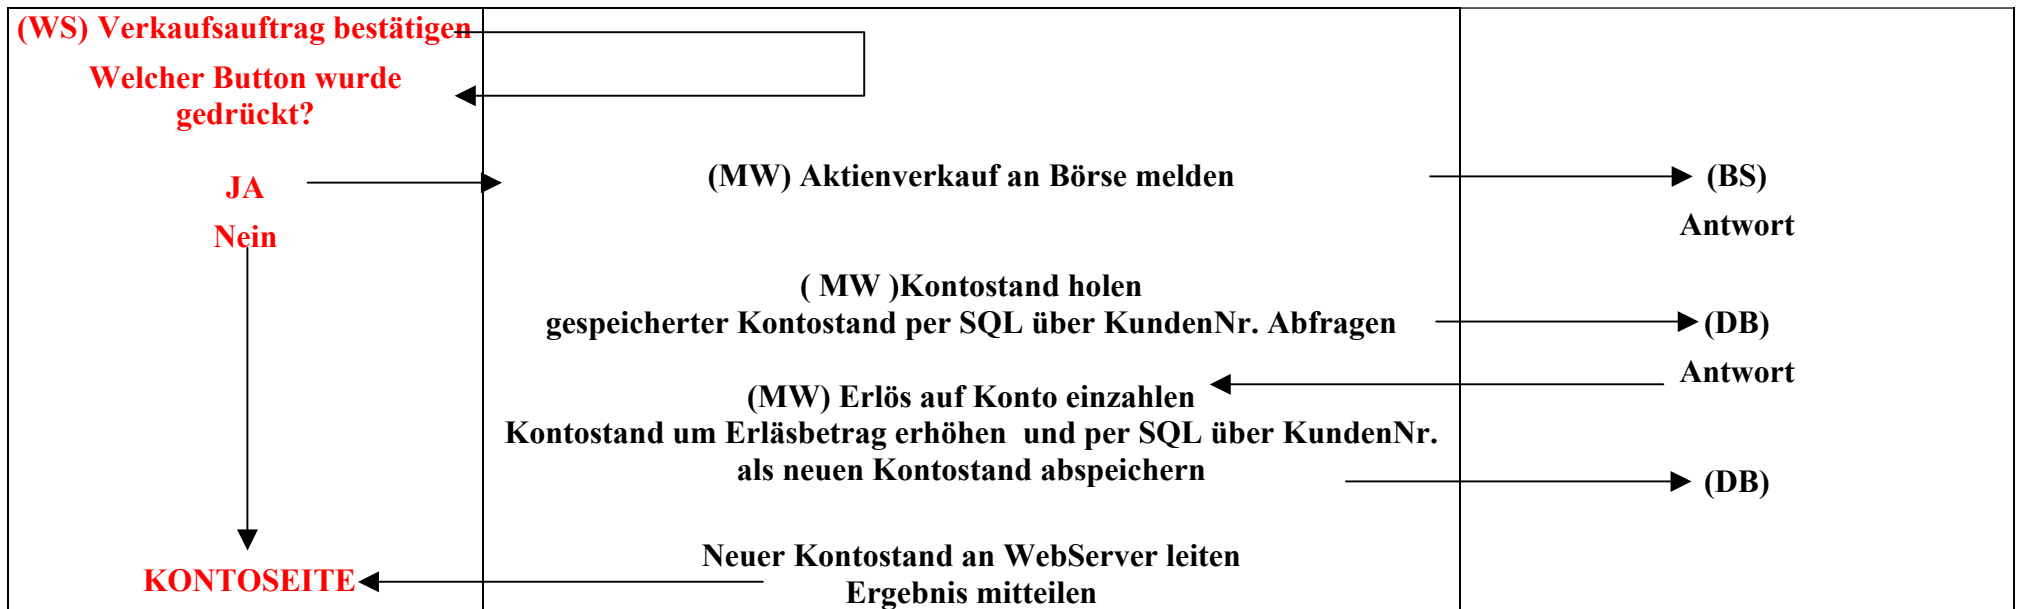 (WS) Verkaufsauftrag bestätigen
Welcher Button wurde
gedrückt?
JA
(MW) Aktienverkauf an Börse melden
(BS)
Nein
Antwort
( MW )Kontostand holen
gespeicherter Kontostand per SQL über KundenNr. Abfragen
(DB)
Antwort
(MW) Erlös auf Konto einzahlen
Kontostand um Erläsbetrag erhöhen und per SQL über KundenNr.
als neuen Kontostand abspeichern
(DB)
Neuer Kontostand an WebServer leiten
KONTOSEITE
Ergebnis mitteilen